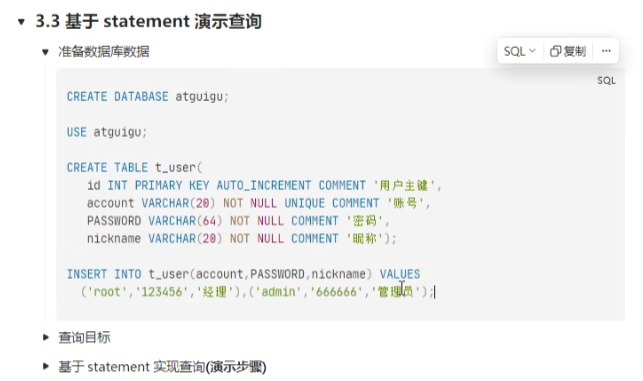 3.3 基于 statement 演示查询
准备数据库数据
SQL
复制
SQL
CREATE DATABASE atguigu;
USE atguigu;
CREATE TABLE t_user(
id INT PRIMARY KEY AUTO_INCREMENT COMMENT '用户主键',
account VARCHAR(20) NOT NULL UNIQUE COMMENT '账号',
PASSWORD VARCHAR(64) NOT NULL COMMENT '密码',
nickname VARCHAR(20) NOT NULL COMMENT '昵称');
INSERT INTO t_user(account,PASSWORD,nickname) VALUES
('root','123456','经理'),('admin','666666','管理员');
查询目标
基于 statement 实现查询(演示步骤)